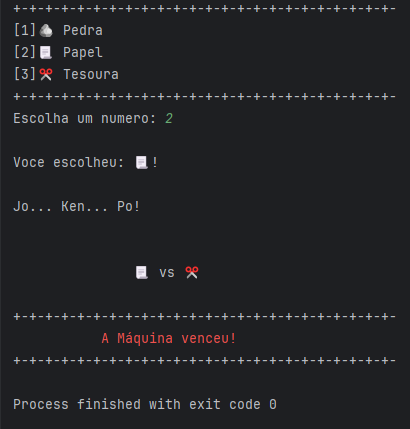 +-+-+-+-+-+-+-+-+-+-+-+-+-+-+-+-+-+-+-+-+-+-+-+-
[1]🪨 Pedra
[2]📃 Papel
[3]✂️ Tesoura
+-+-+-+-+-+-+-+-+-+-+-+-+-+-+-+-+-+-+-+-+-+-+-+-
Escolha um numero: 2
Voce escolheu: 📃!
Jo... Ken... Po!
📃 vs ✂️
+-+-+-+-+-+-+-+-+-+-+-+-+-+-+-+-+-+-+-+-+-+-+-+-
A Máquina venceu!
+-+-+-+-+-+-+-+-+-+-+-+-+-+-+-+-+-+-+-+-+-+-+-+-
Process finished with exit code 0